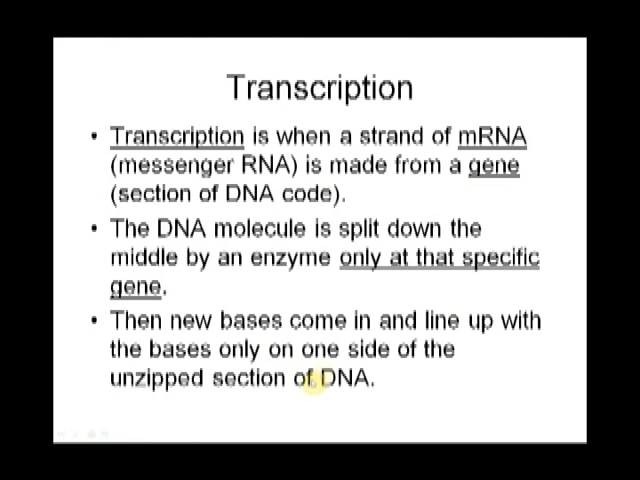 Transcription
• Transcription is when a strand of mRNA
(messenger RNA) is made from a gene
(section of DNA code).
• The DNA molecule is split down the
middle by an enzyme only at that specific
gene.
• Then new bases come in and line up with
the bases only on one side of the
unzipped section of DNA.